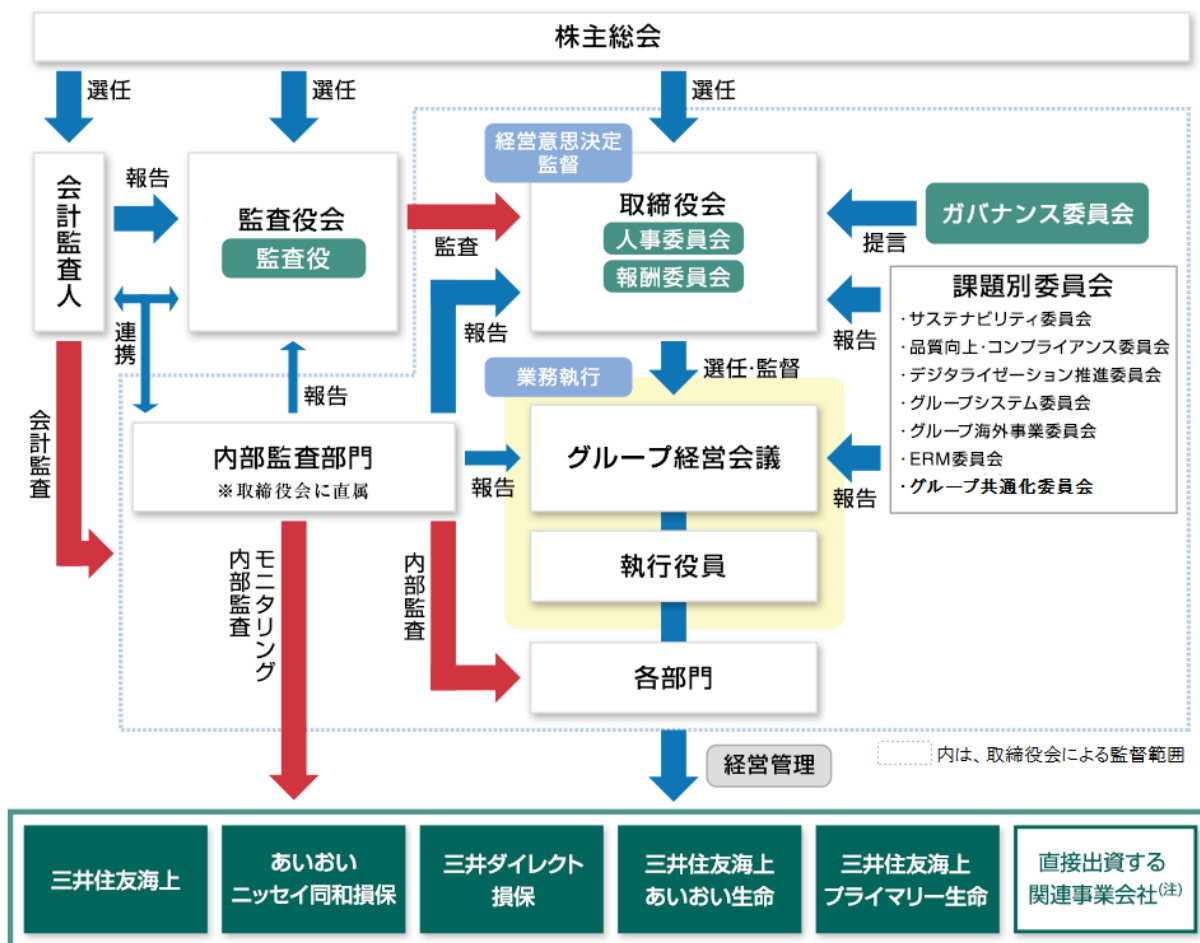 株主総会
選任
選任
選任
経営意思決定
監督
会計監査人
報告
監査役会
監査役
監査
取締役会
人事委員会
報酬委員会
提言
ガバナンス委員会
連携
報告
報告
報告
課題別委員会
・サステナビリティ委員会
・品質向上・コンプライアンス委員会
・デジタライゼーション推進委員会
・グループシステム委員会
・グループ海外事業委員会
・ERM委員会
・グループ共通化委員会
選任・監督
業務執行
会計監査
内部監査部門
※取締役会に直属
報告
グループ経営会議
報告
執行役員
モニタリング
内部監査
内部監査
各部門
経営管理
内は、取締役会による監督範囲
三井住友海上
あいおい
ニッセイ同和損保
三井ダイレクト
損保
三井住友海上
あいおい生命
三井住友海上
プライマリー生命
直接出資する
関連事業会社(注)